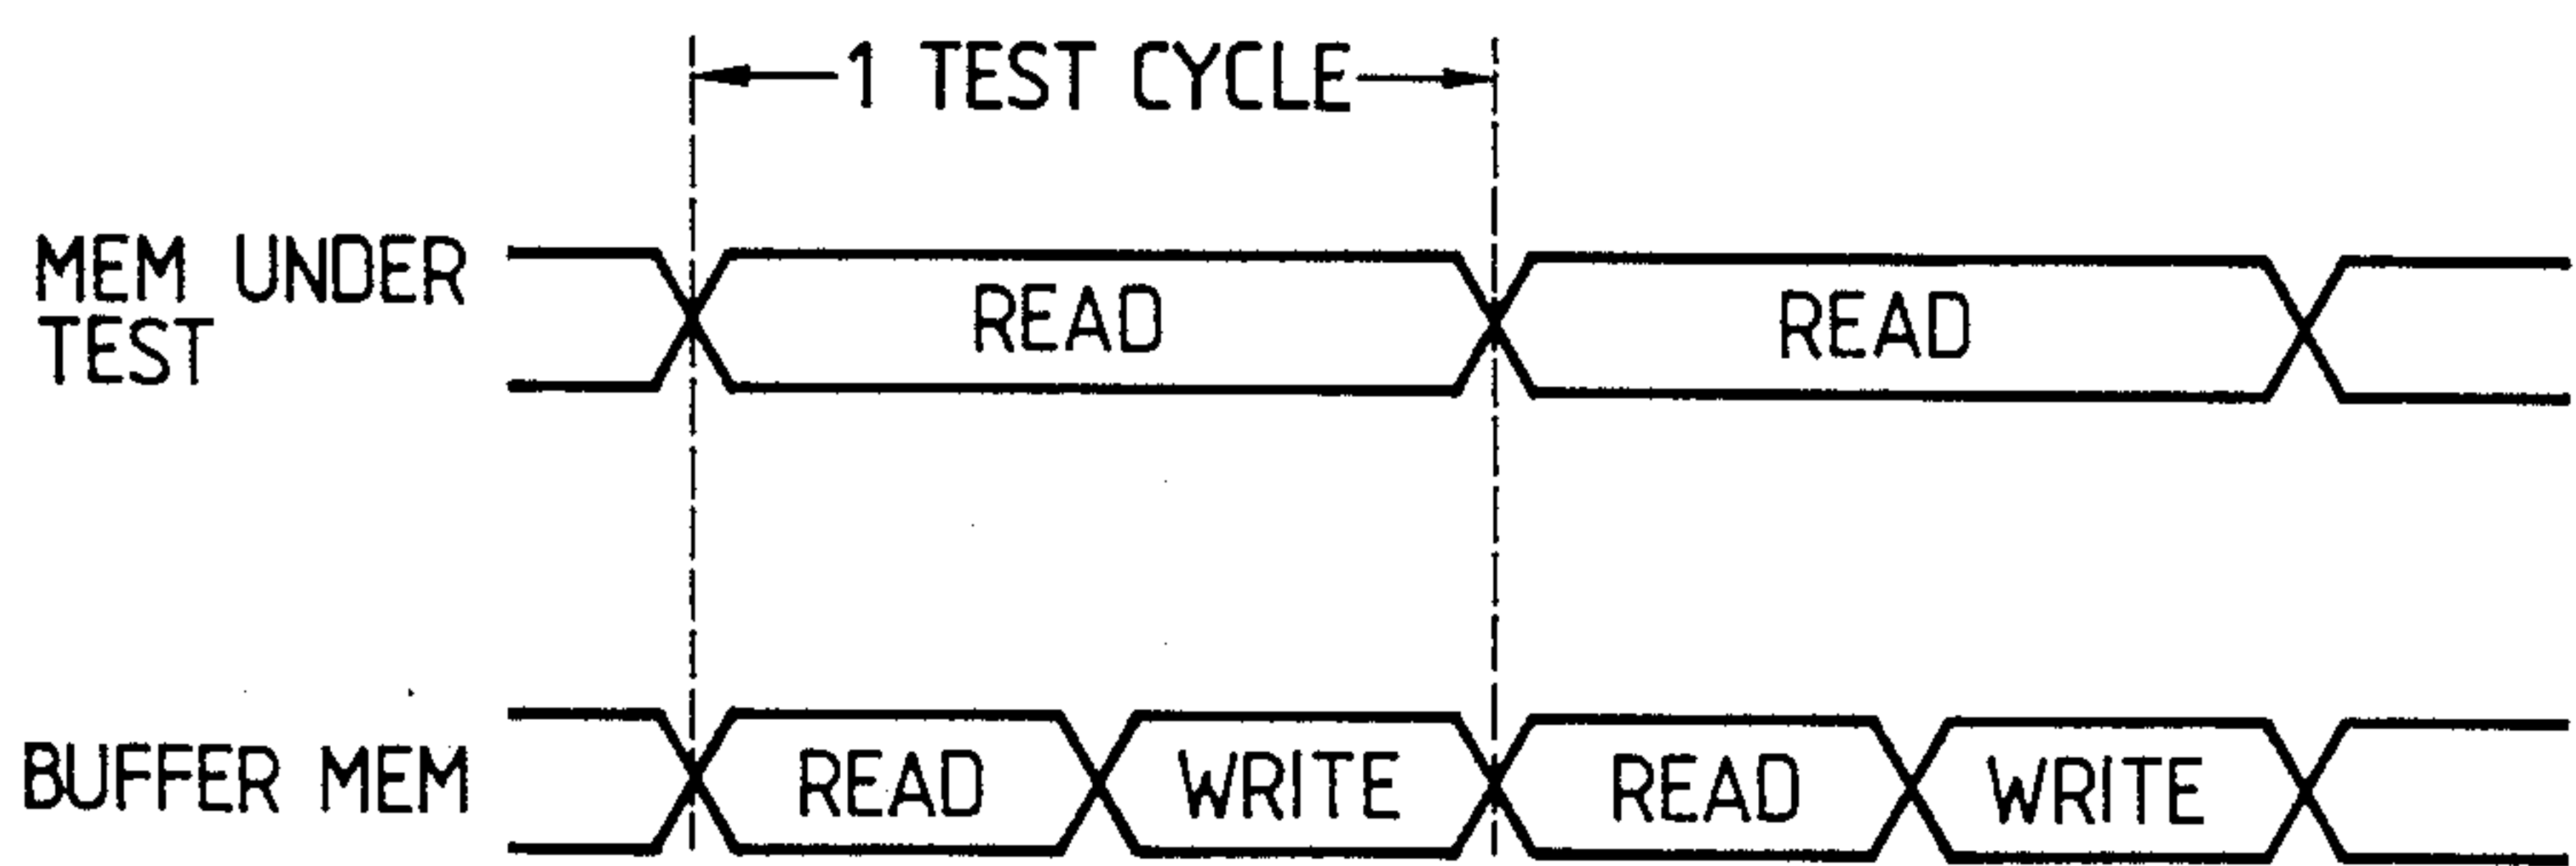 1 TEST CYCLE
MEM UNDER
TEST
READ
READ
BUFFER MEM
READ
WRITE
READ
WRITE